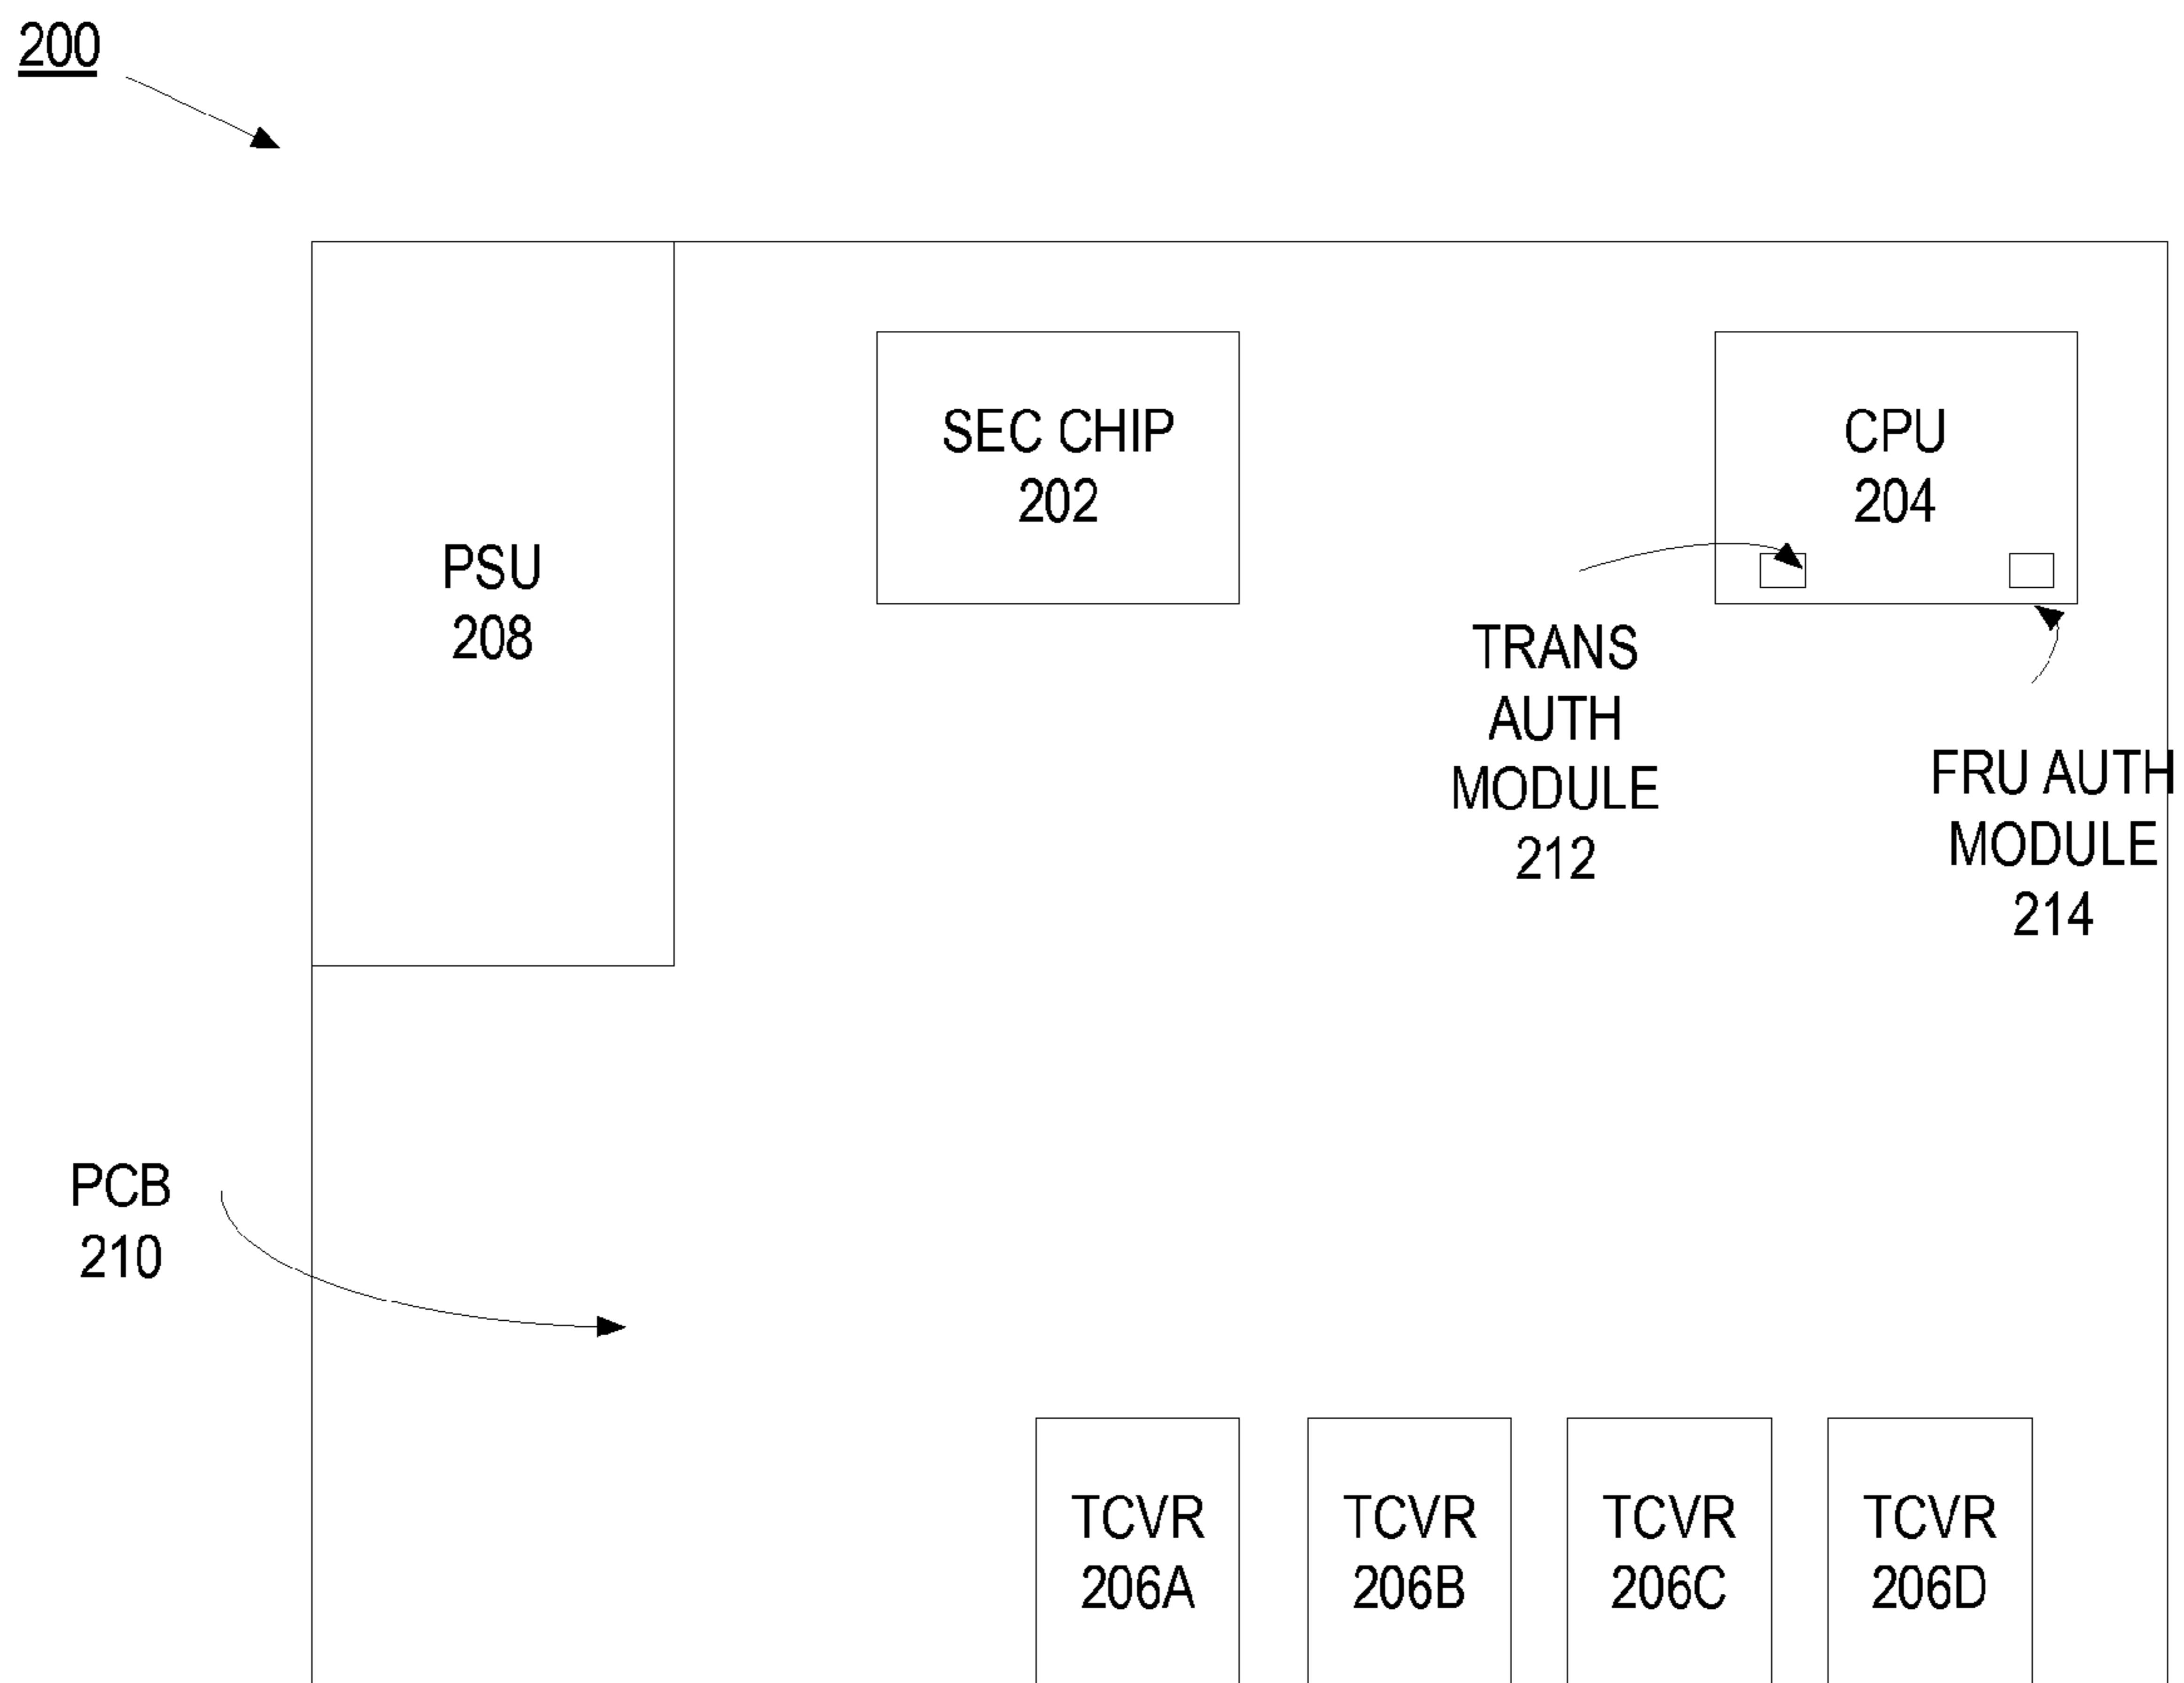 200
SEC CHIP
202
CPU
204
PSU
208
TRANS
AUTH
MODULE
212
FRU AUTH
MODULE
214
PCB
210
TCVR
206A
TCVR
206B
TCVR
206C
TCVR
206D